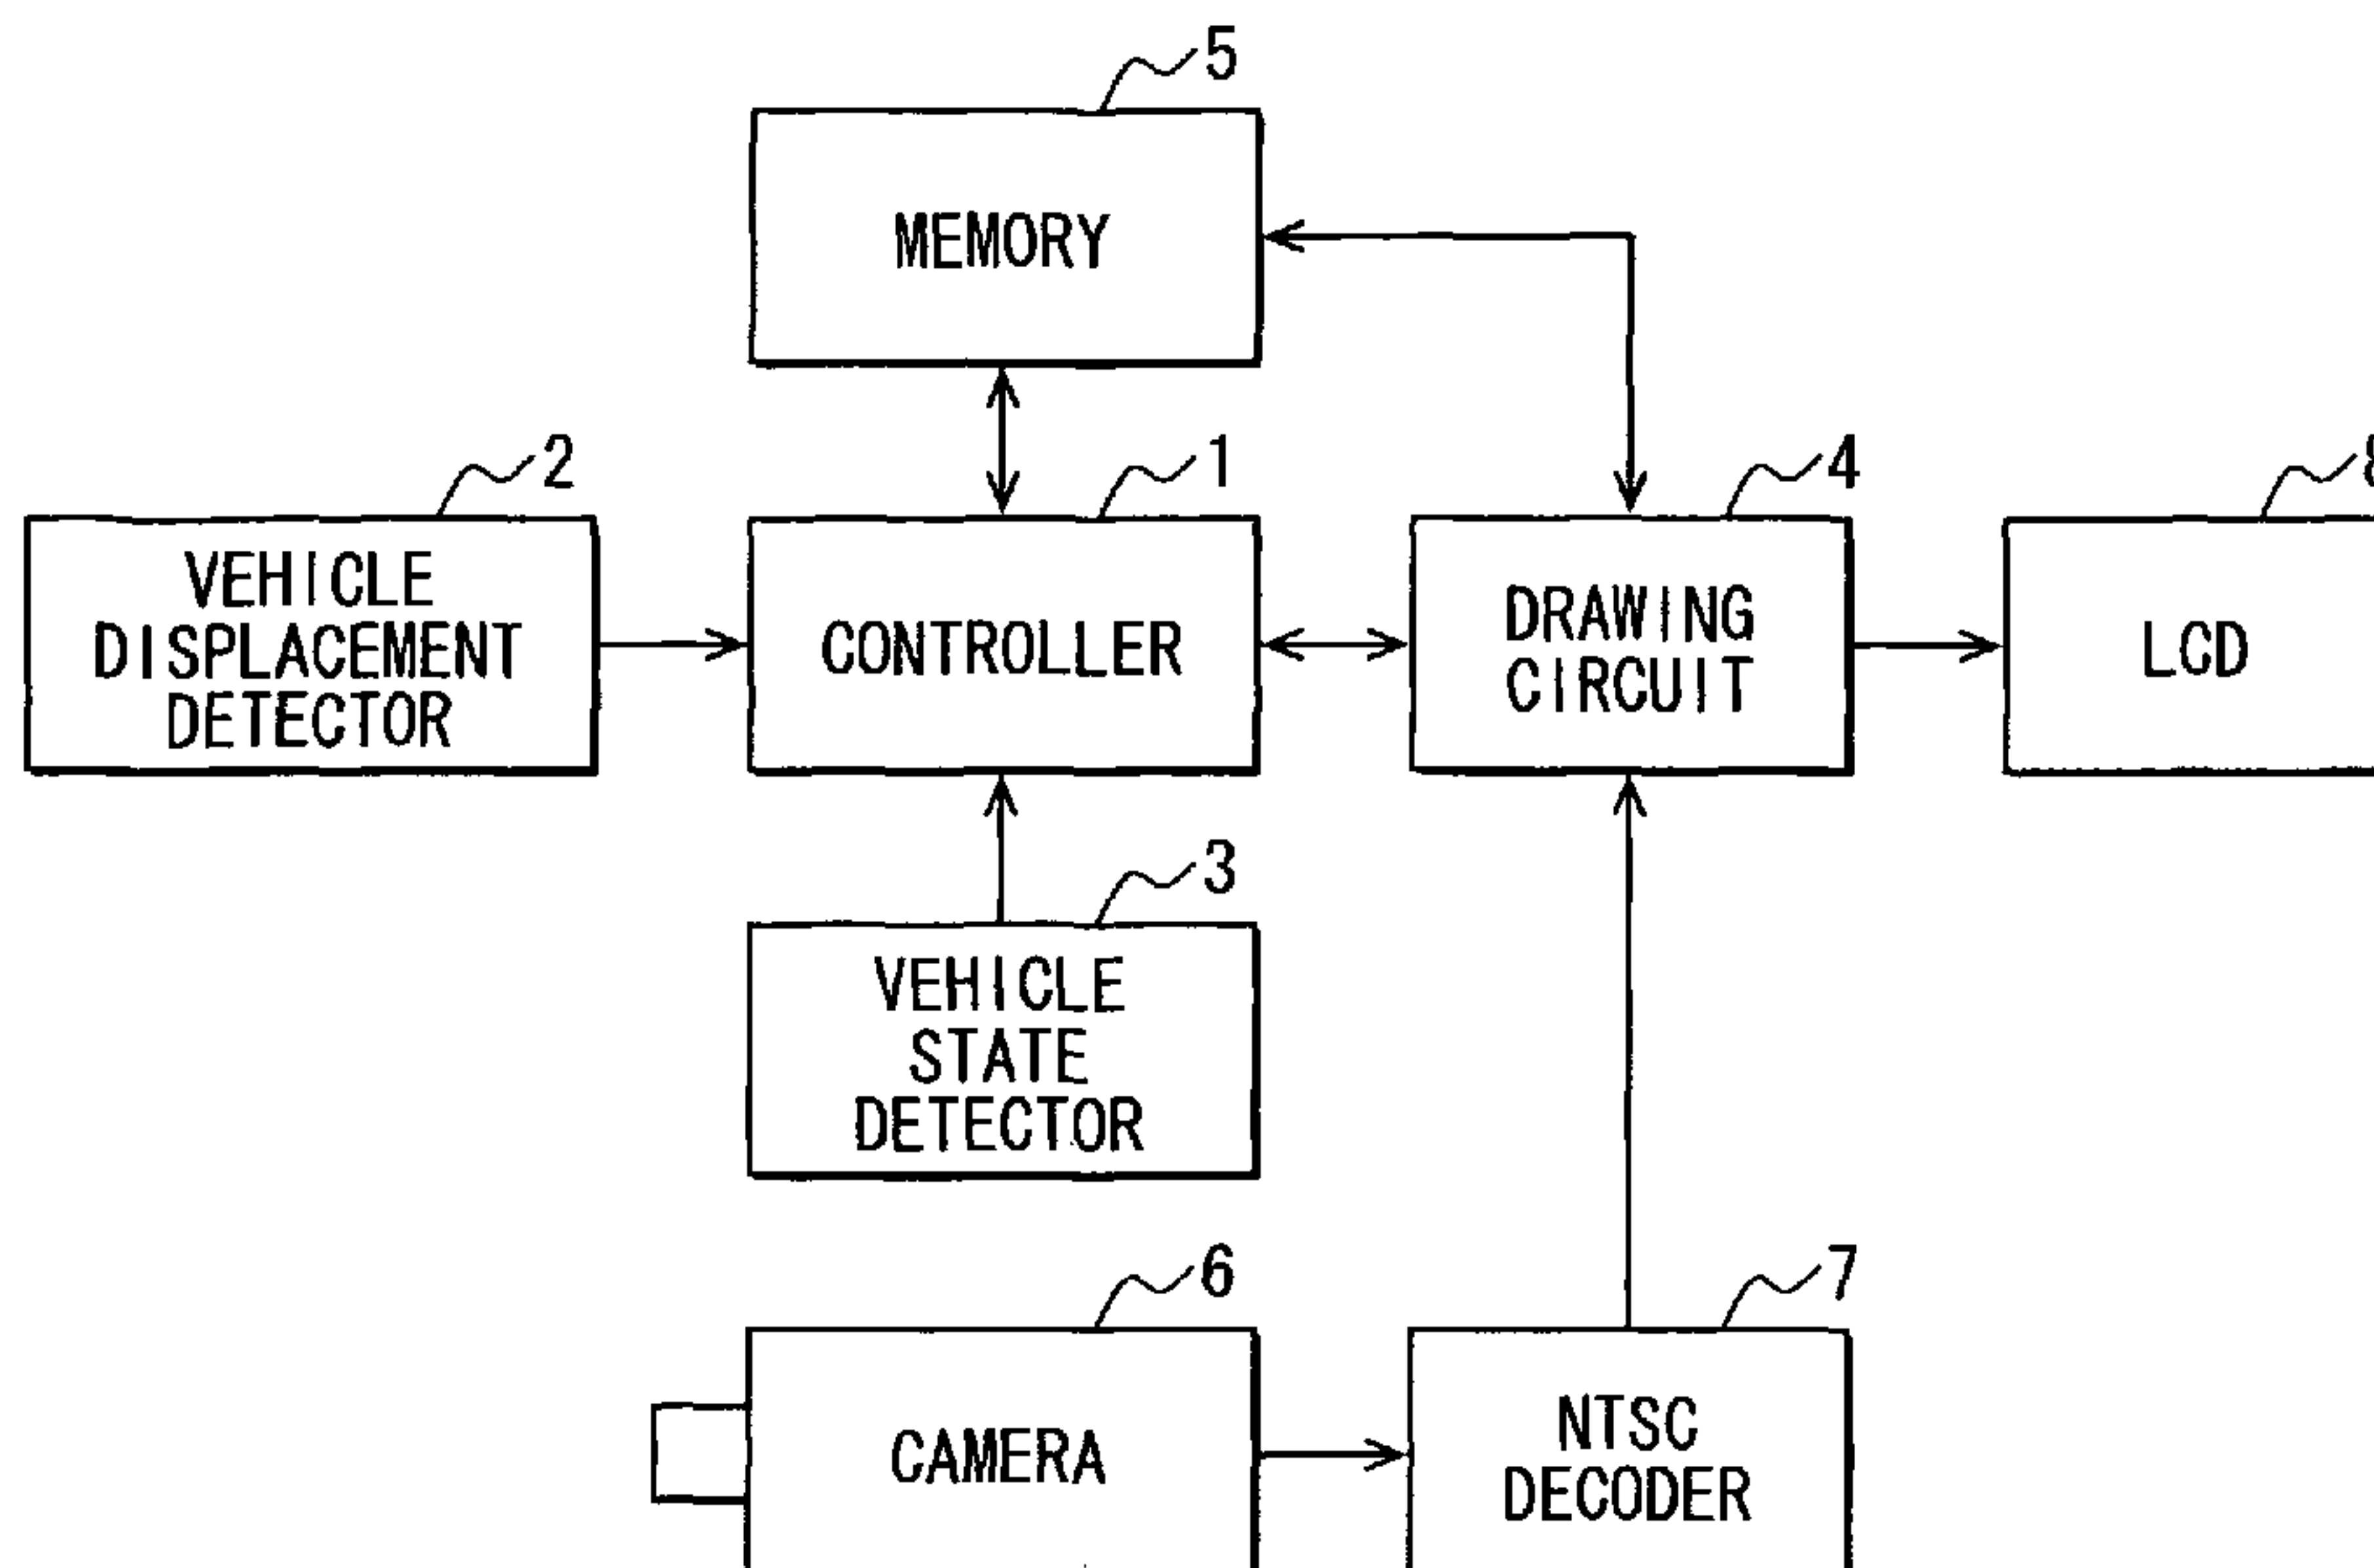 5
MEMORY
2
1
4
8
VEHICLE
DISPLACEMENT
DETECTOR
CONTROLLER
DRAWING
CIRCUIT
LCD
3
VEHICLE
STATE
DETECTOR
6
7
CAMERA
NTSC
DECODER